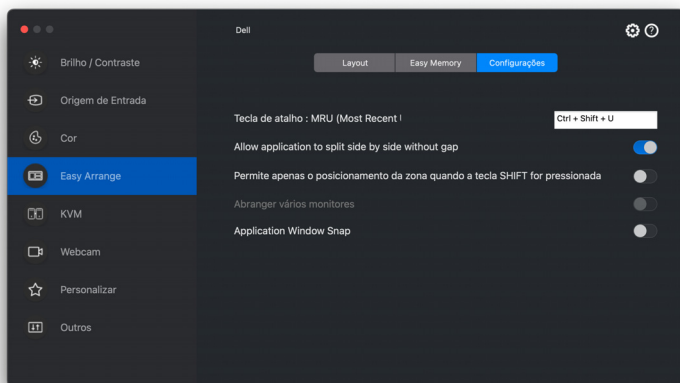 Dell
Brilho / Contraste
Origem de Entrada
Cor
Easy Arrange
KVM
Webcam
Personalizar
Outros
Layout
Easy Memory
Configurações
Tecla de atalho : MRU (Most Recent
Ctrl + Shift + U
Allow application to split side by side without gap
Permite apenas o posicionamento da zona quando a tecla SHIFT for pressionada
Abranger vários monitores
Application Window Snap